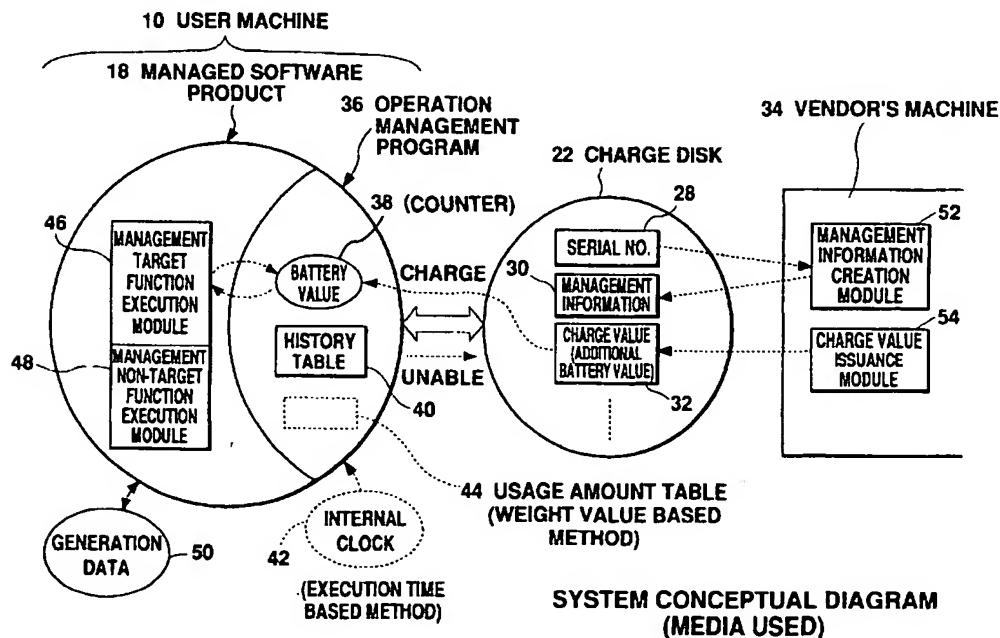 10 USER MACHINE
18 MANAGED SOFTWARE
PRODUCT
36 OPERATION
MANAGEMENT
PROGRAM
34 VENDOR'S MACHINE
22 CHARGE DISK
38 (COUNTER)
28
52
46
MANAGEMENT
TARGET
FUNCTION
EXECUTION
MODULE
BATTERY
VALUE
CHARGE
SERIAL NO.
30
MANAGEMENT
INFORMATION
MANAGEMENT
INFORMATION
CREATION
MODULE
54
48
MANAGEMENT
NON-TARGET
FUNCTION
EXECUTION
MODULE
HISTORY
TABLE
UNABLE
CHARGE VALUE
(ADDITIONAL
BATTERY VALUE)
CHARGE VALUE
ISSUANCE
MODULE
40
32
44 USAGE AMOUNT TABLE
(WEIGHT VALUE BASED
METHOD)
GENERATION
DATA
50
42
INTERNAL
CLOCK
(EXECUTION TIME
BASED METHOD)
SYSTEM CONCEPTUAL DIAGRAM
(MEDIA USED)